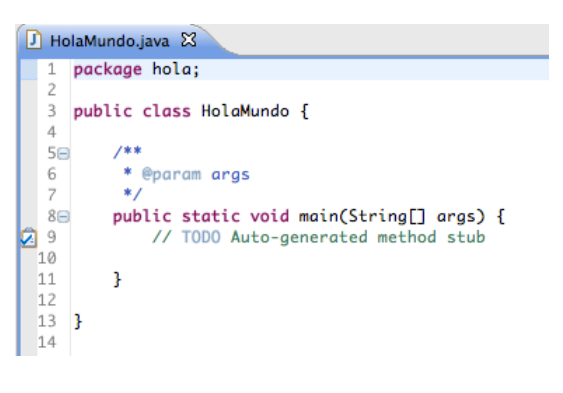 HolaMundo.java
1 package hola;
2
3 public class HolaMundo {
4
5 /**
6 * @param args
7 */
8 public static void main(String[] args) {
9 // TODO Auto-generated method stub
10
11 }
12
13 }
14